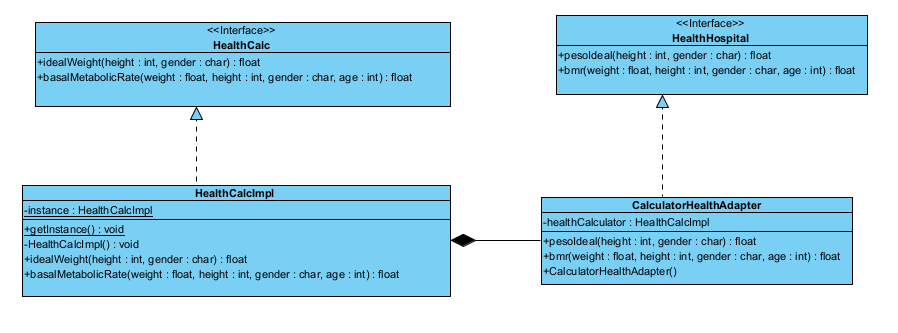 <<Interface>>
HealthCalc
+idealWeight(height : int, gender : char) : float
+basalMetabolicRate(weight : float, height : int, gender : char, age : int) : float
<<Interface>>
HealthHospital
+pesoIdeal(height : int, gender : char) : float
+bmr(weight : float, height : int, gender : char, age : int) : float
HealthCalcImpl
-instance : HealthCalcImpl
+getInstance() : void
-HealthCalcImpl() : void
+idealWeight(height : int, gender : char) : float
+basalMetabolicRate(weight : float, height : int, gender : char, age : int) : float
CalculatorHealthAdapter
-healthCalculator : HealthCalcImpl
+pesoIdeal(height : int, gender : char) : float
+bmr(weight : float, height : int, gender : char, age : int) : float
+CalculatorHealthAdapter()